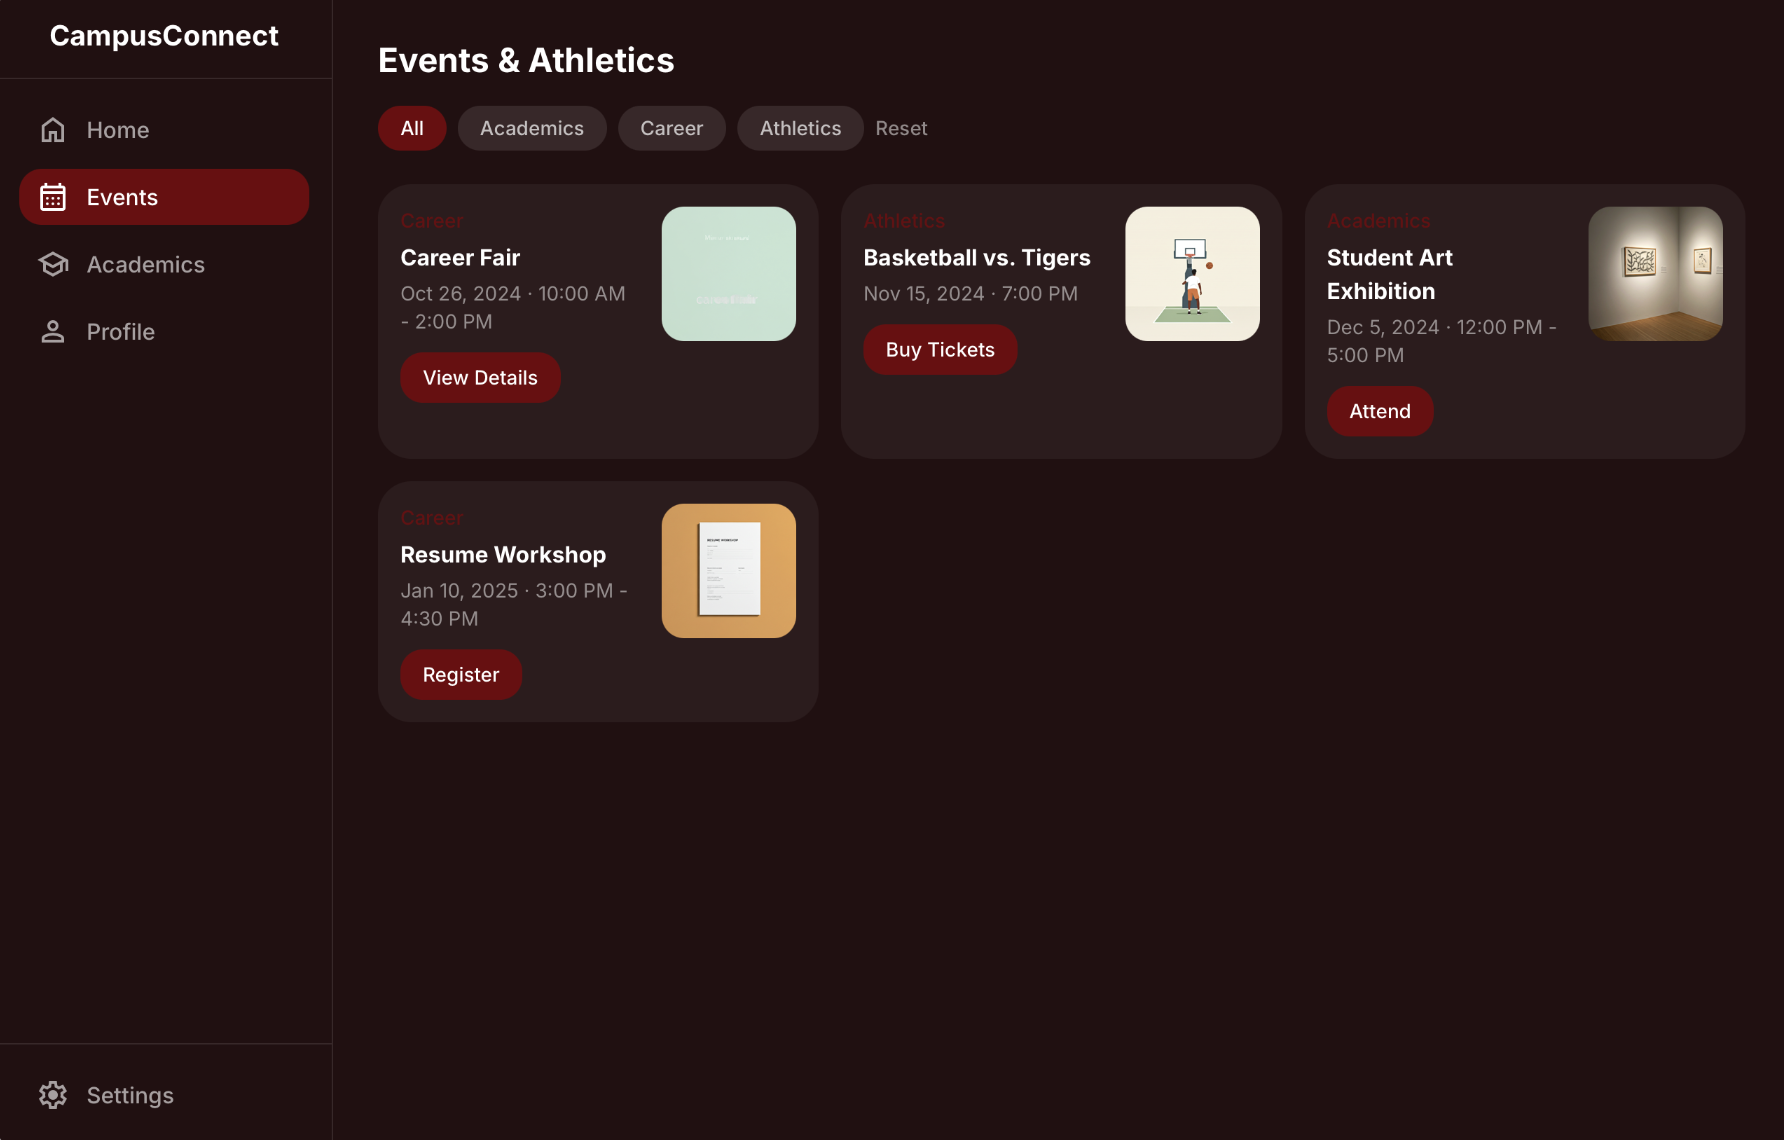 CampusConnect
Home
Events
Academics
Profile
Settings
Events & Athletics
All
Academics
Career
Athletics
Reset
Career
Career Fair
Oct 26, 2024 · 10:00 AM
- 2:00 PM
View Details
Athletics
Basketball vs. Tigers
Nov 15, 2024 · 7:00 PM
Buy Tickets
Academics
Student Art
Exhibition
Dec 5, 2024 · 12:00 PM -
5:00 PM
Attend
Career
Resume Workshop
Jan 10, 2025 · 3:00 PM -
4:30 PM
Register
RESUME WORKSHOP